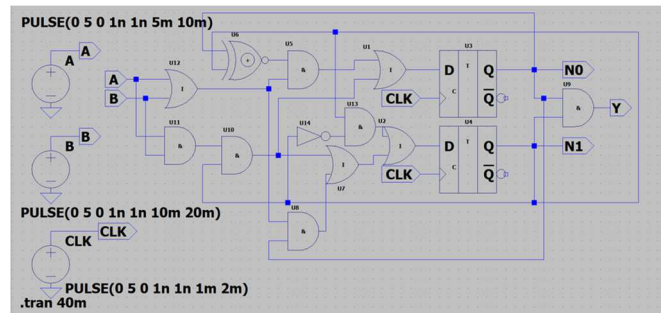 PULSE(0 5 0 1n 1n 5m 10m)
A
A
U12
A
B
I
U11
&
U6
+
U5
&
U10
&
U14
U1
I
CLK
U13
&
U2
I
CLK
I
U7
U8
&
U3
D
T
Q
C
Q
U4
D
T
Q
C
Q
N0
U9
&
Y
N1
B
B
PULSE(0 5 0 1n 1n 10m 20m)
CLK
CLK
PULSE(0 5 0 1n 1n 1m 2m)
.tran 40m